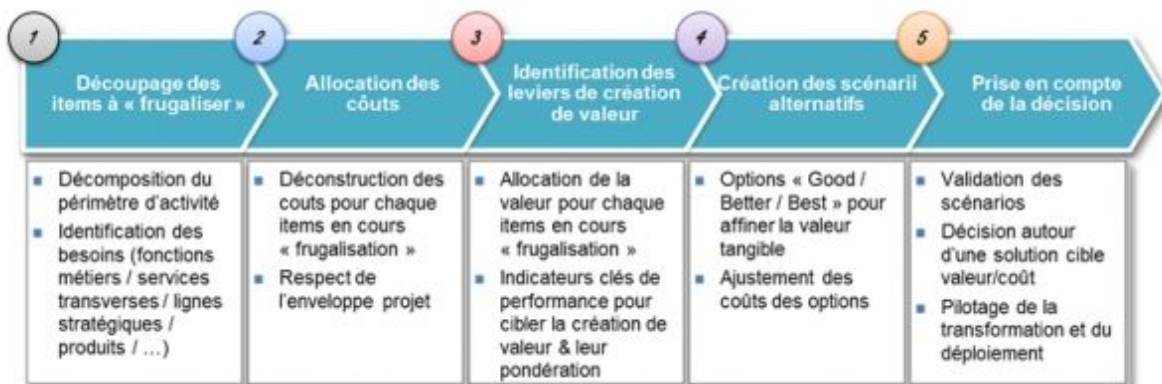 1
Découpage des
items à « frugaliser »
2
Allocation des
côuts
3
Identification des
leviers de création
de valeur
4
Création des scénarii
alternatifs
5
Prise en compte
de la décision
Décomposition du
périmètre d'activité
Identification des
besoins (fonctions
métiers / services
transverses / lignes
stratégiques /
produits / …)
Déconstruction des
couts pour chaque
items en cours
« frugalisation »
Respect de
l'enveloppe projet
Allocation de la
valeur pour chaque
items en cours
« frugalisation »
Indicateurs clés de
performance pour
cibler la création de
valeur & leur
pondération
Options « Good /
Better / Best » pour
affiner la valeur
tangible
Ajustement des
coûts des options
Validation des
scénarios
Décision autour
d'une solution cible
valeur/coût
Pilotage de la
transformation et du
déploiement